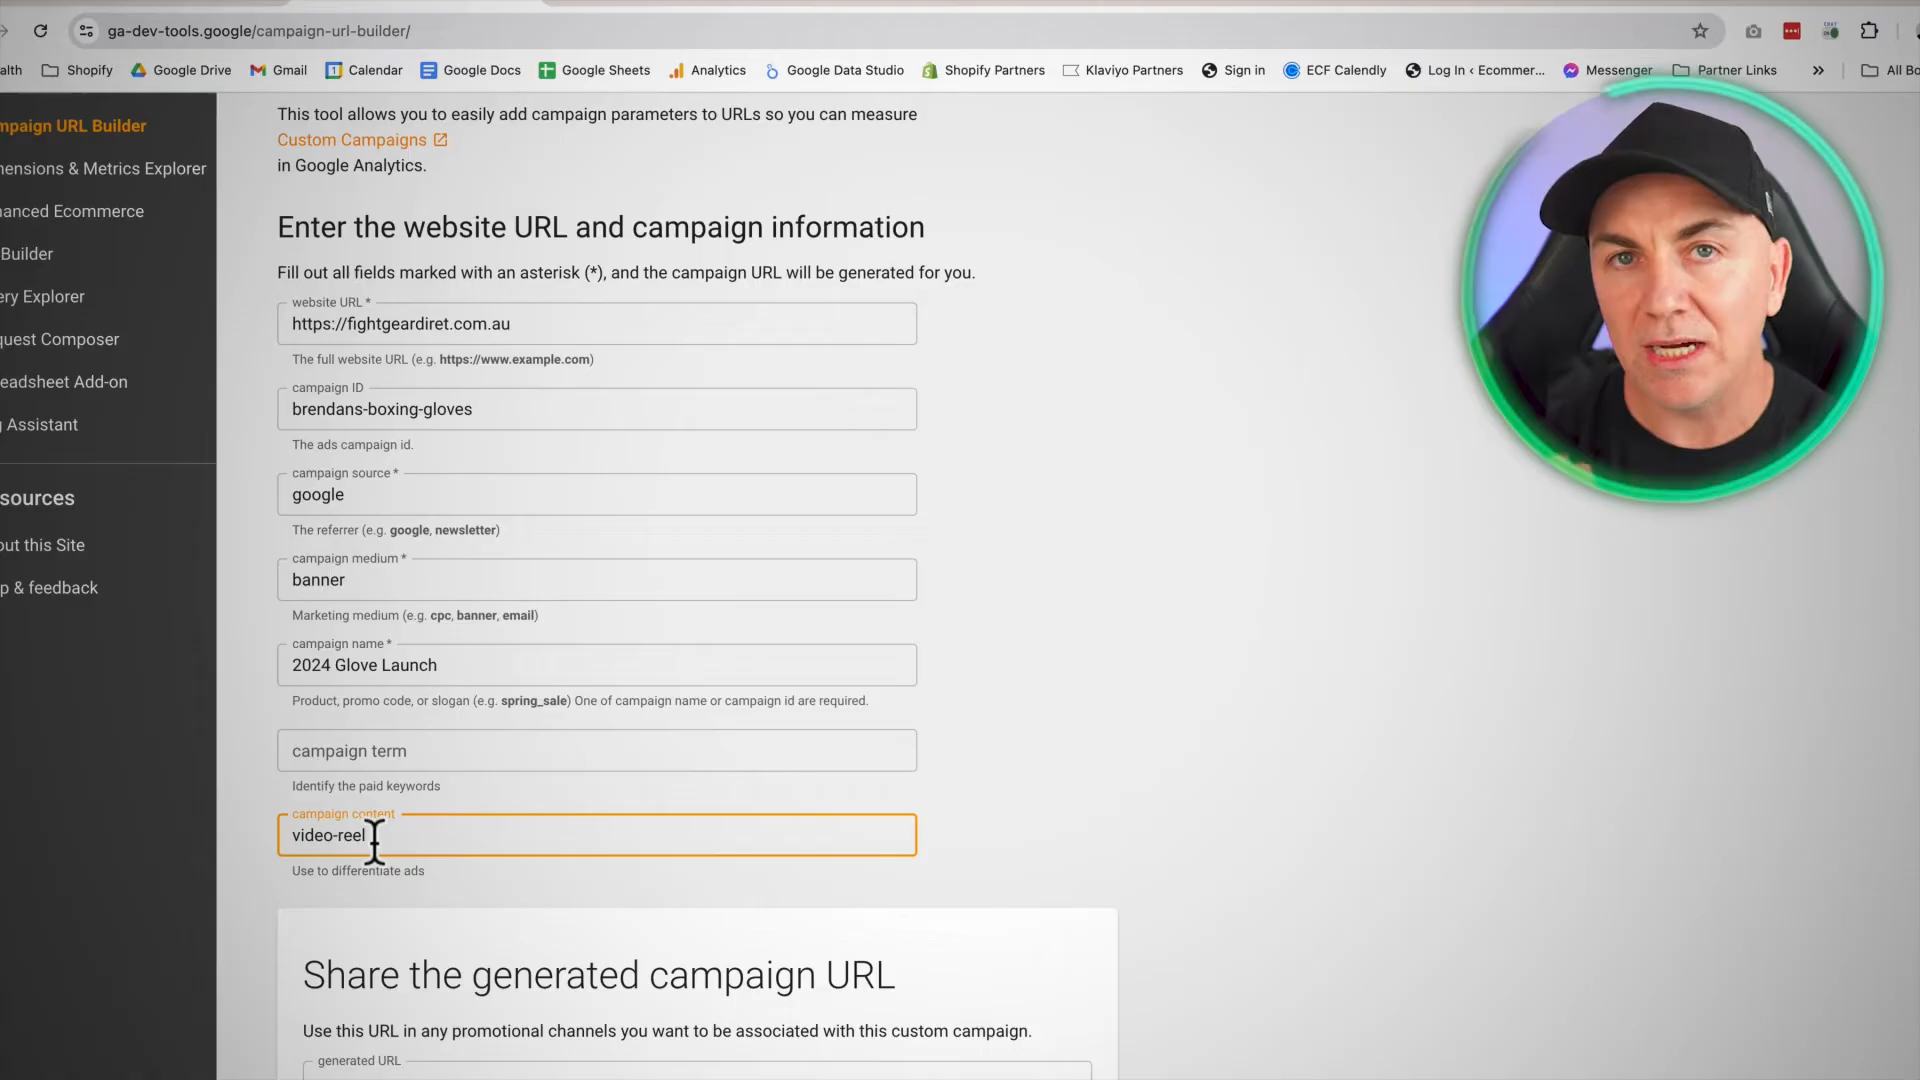 ga-dev-tools.google/campaign-url-builder/
alth Shopify Google Drive Gmail Calendar Google Docs Google Sheets Analytics Google Data Studio Shopify Partners Klaviyo Partners Sign in ECF Calendly Log In ‹ Ecommer... Messenger Partner Links » All Bo
mpaign URL Builder
mensions & Metrics Explorer
hanced Ecommerce
Builder
ery Explorer
quest Composer
eadsheet Add-on
g Assistant
sources
out this Site
p & feedback
This tool allows you to easily add campaign parameters to URLs so you can measure
Custom Campaigns
in Google Analytics.
Enter the website URL and campaign information
Fill out all fields marked with an asterisk (*), and the campaign URL will be generated for you.
website URL *
https://fightgeardiret.com.au
The full website URL (e.g. https://www.example.com)
campaign ID
brendans-boxing-gloves
The ads campaign id.
campaign source *
google
The referrer (e.g. google, newsletter)
campaign medium *
banner
Marketing medium (e.g. cpc, banner, email)
campaign name *
2024 Glove Launch
Product, promo code, or slogan (e.g. spring_sale) One of campaign name or campaign id are required.
campaign term
Identify the paid keywords
campaign content
video-reel
Use to differentiate ads
Share the generated campaign URL
Use this URL in any promotional channels you want to be associated with this custom campaign.
generated URL